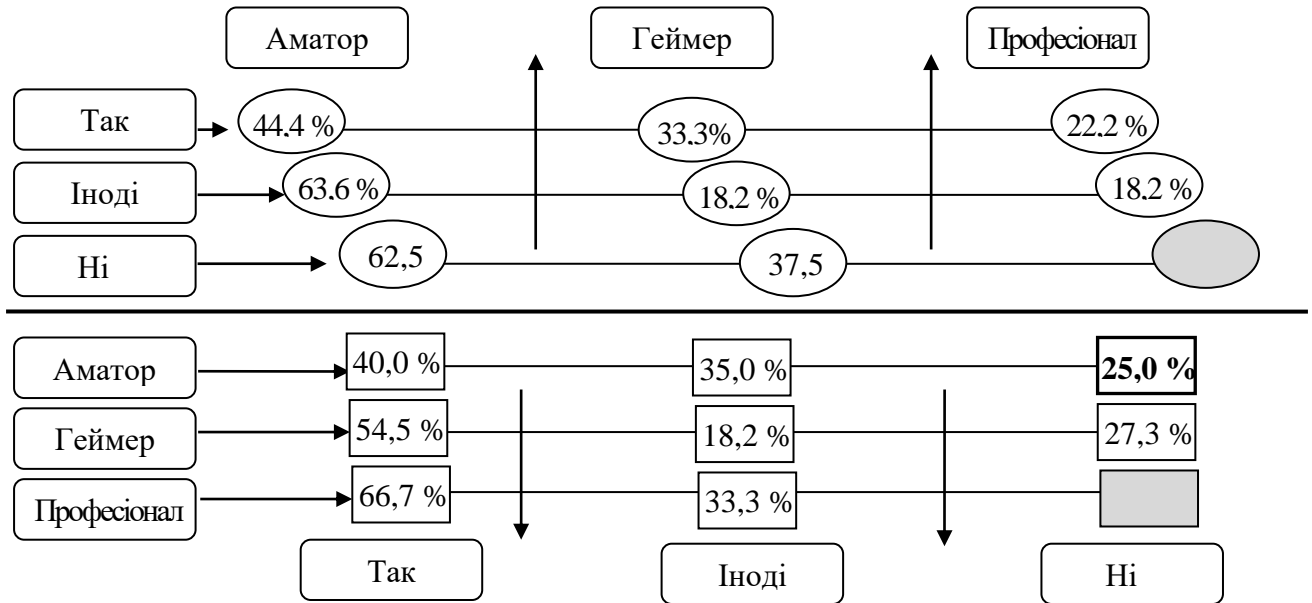 Аматор Геймер Професіонал
Так 44,4 % 33,3% 22,2 %
Іноді 63,6 % 18,2 % 18,2 %
Ні 62,5 37,5
Аматор 40,0 % 35,0 % 25,0 %
Геймер 54,5 % 18,2 % 27,3 %
Професіонал 66,7 % 33,3 %
Так Іноді Ні